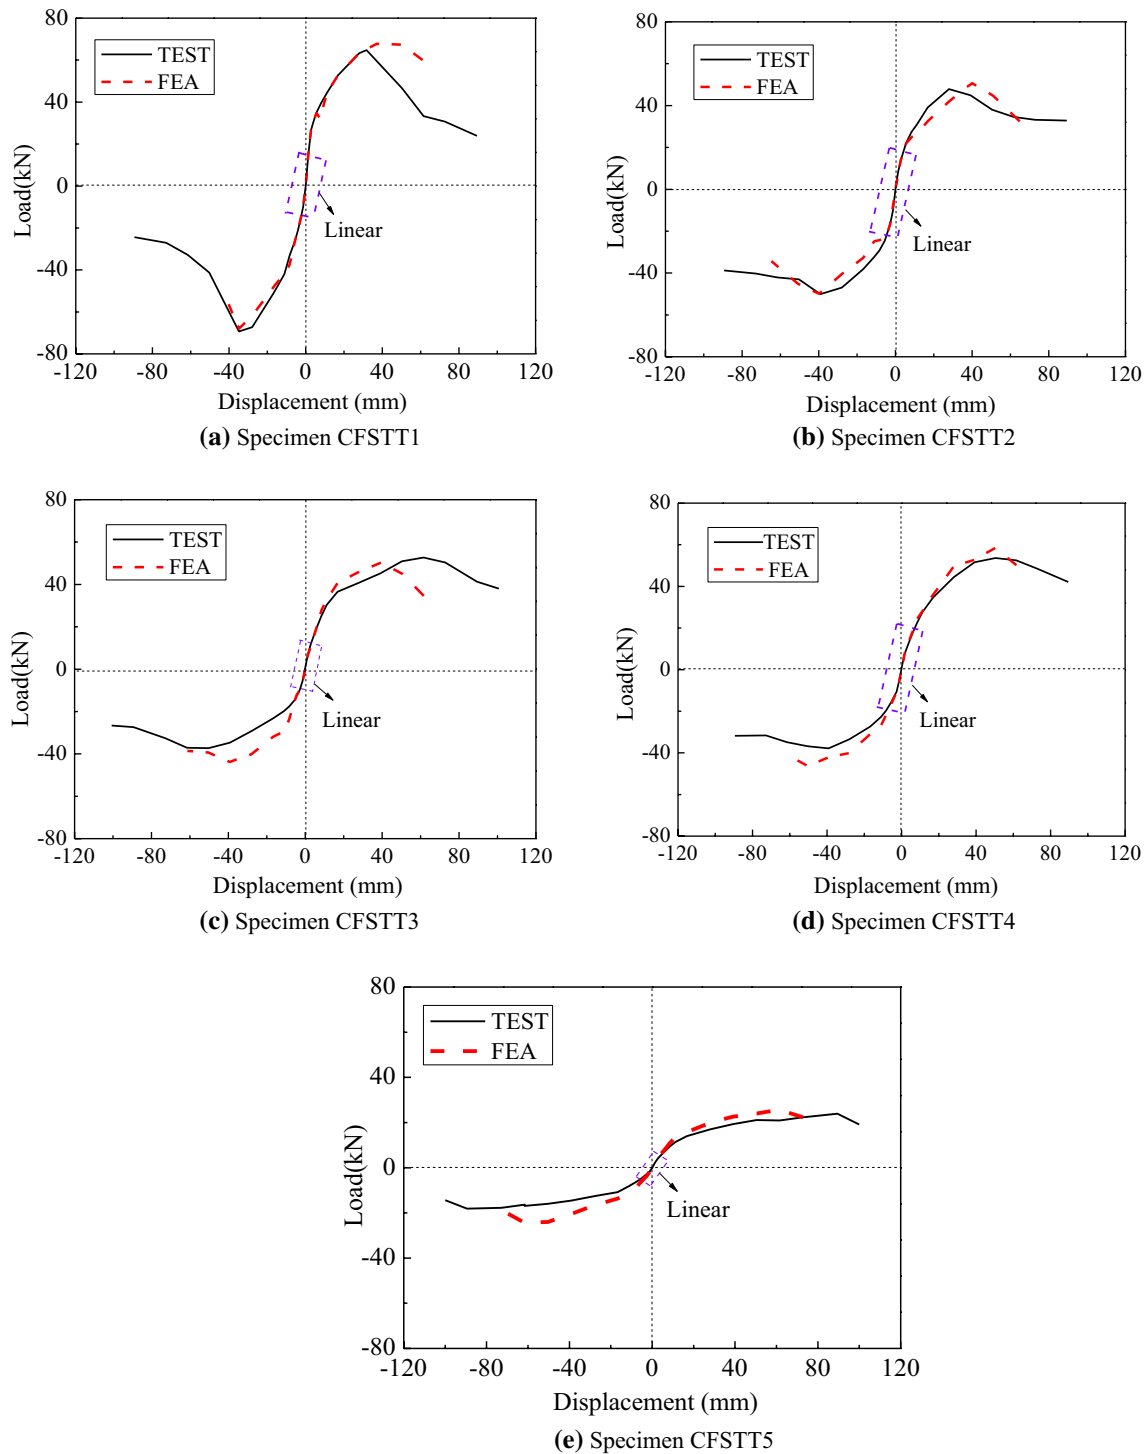 80
40
0
-40
-80
Load(kN)
TEST
FEA
Linear
-120 -80 -40 0 40 80 120
Displacement (mm)
(a) Specimen CFSTT1
80
40
0
-40
-80
Load(kN)
TEST
FEA
Linear
-120 -80 -40 0 40 80 120
Displacement (mm)
(b) Specimen CFSTT2
80
40
0
-40
-80
Load(kN)
TEST
FEA
Linear
-120 -80 -40 0 40 80 120
Displacement (mm)
(c) Specimen CFSTT3
80
40
0
-40
-80
Load(kN)
TEST
FEA
Linear
-120 -80 -40 0 40 80 120
Displacement (mm)
(d) Specimen CFSTT4
80
40
0
-40
-80
Load(kN)
TEST
FEA
Linear
-120 -80 -40 0 40 80 120
Displacement (mm)
(e) Specimen CFSTT5